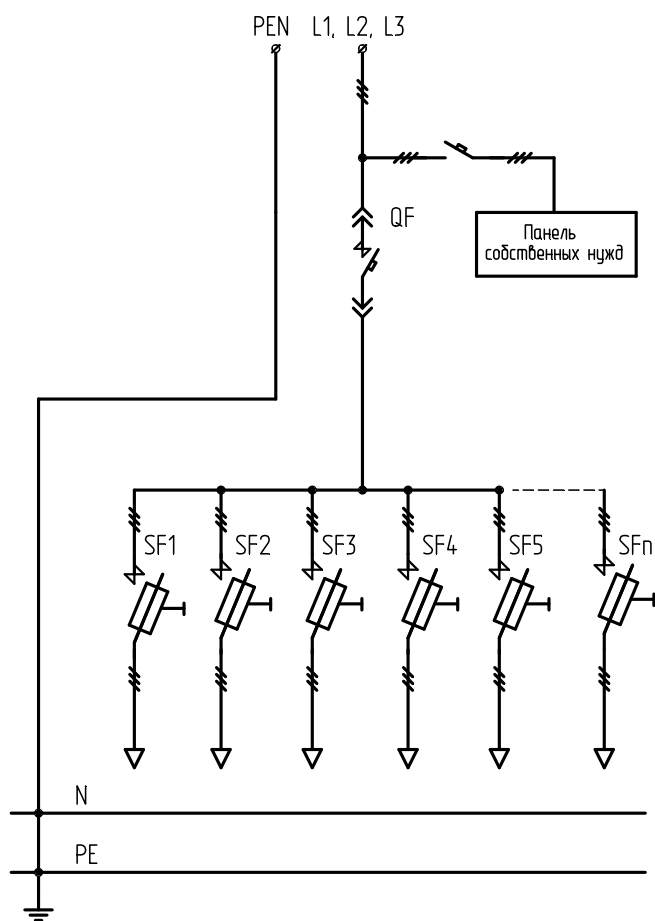 PEN L1, L2, L3
QF
Панель
собственных нужд
SF1 SF2 SF3 SF4 SF5 SFn
N
PE